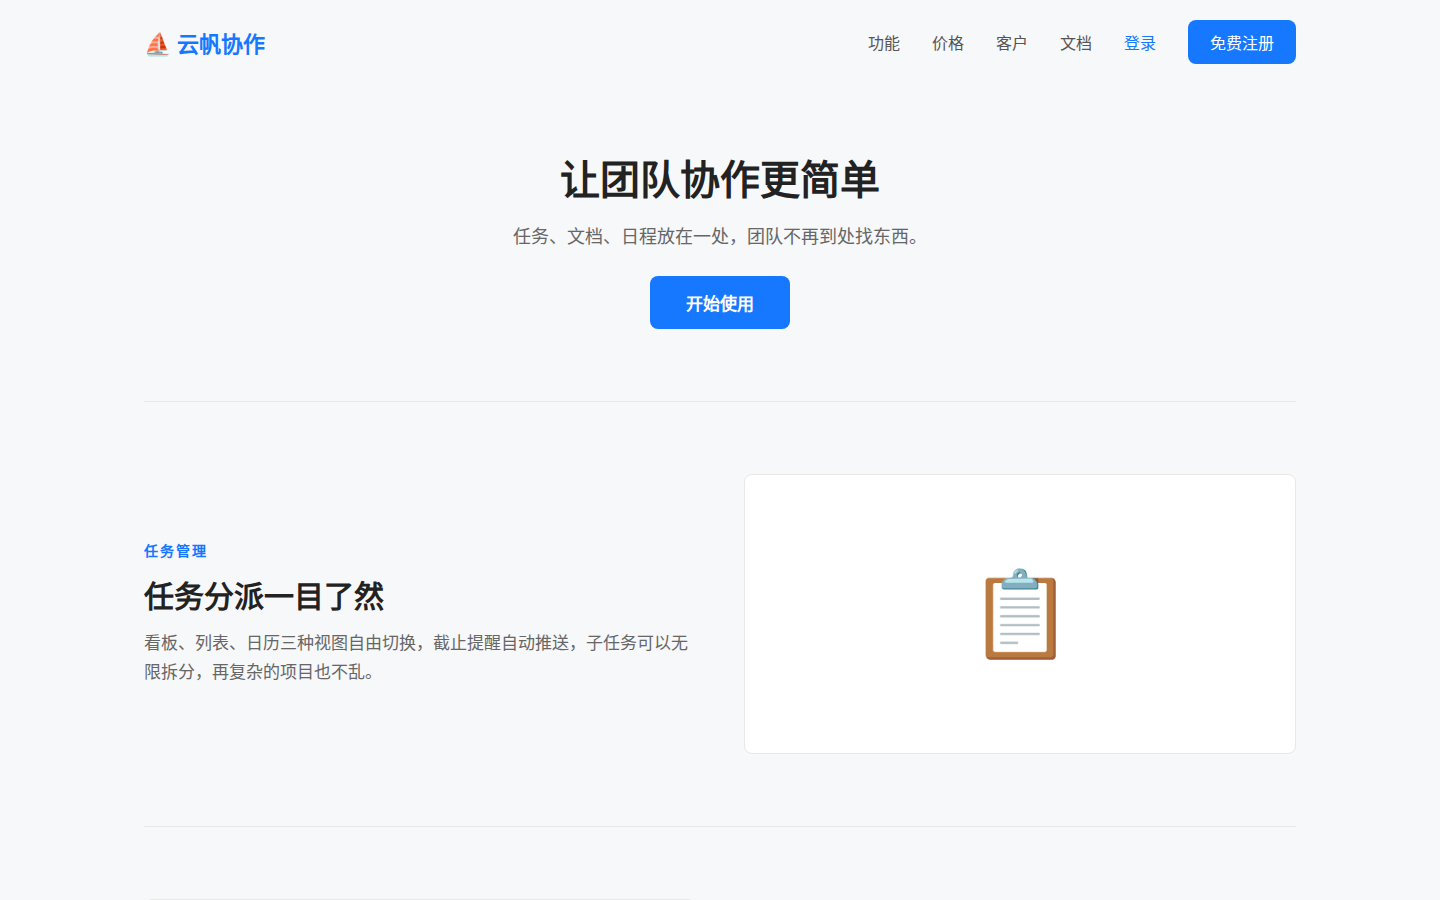 云帆协作
功能 价格 客户 文档 登录 免费注册
让团队协作更简单
任务、文档、日程放在一处，团队不再到处找东西。
开始使用
任务管理
任务分派一目了然
看板、列表、日历三种视图自由切换，截止提醒自动推送，子任务可以无
限拆分，再复杂的项目也不乱。